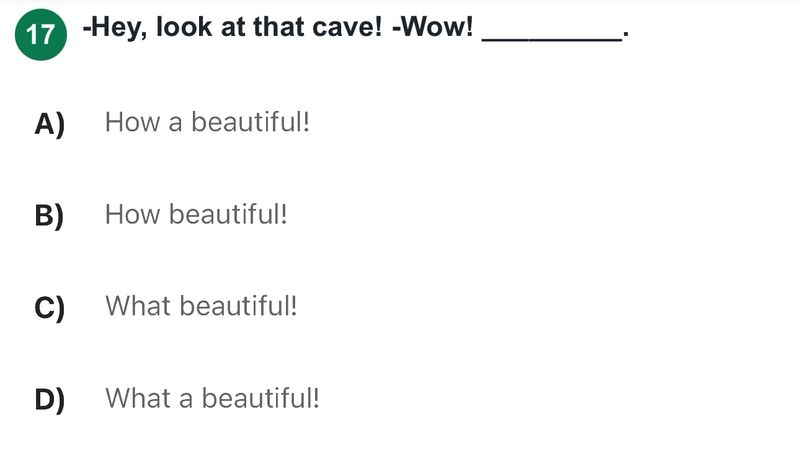 17 -Hey, look at that cave! -Wow! _________.
A) How a beautiful!
B) How beautiful!
C) What beautiful!
D) What a beautiful!